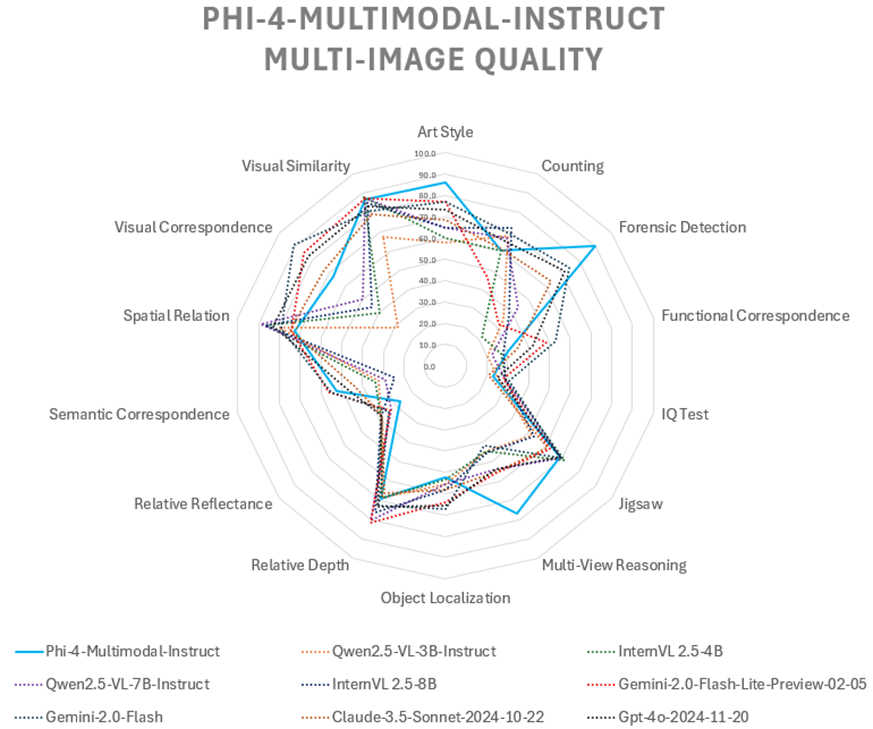 PHI-4-MULTIMODAL-INSTRUCT
MULTI-IMAGE QUALITY
Art Style
Counting
Forensic Detection
Functional Correspondence
IQ Test
Jigsaw
Multi-View Reasoning
Object Localization
Relative Depth
Relative Reflectance
Semantic Correspondence
Spatial Relation
Visual Correspondence
Visual Similarity
100.0
90.0
80.0
70.0
60.0
50.0
40.0
30.0
20.0
10.0
0.0
Phi-4-Multimodal-Instruct
Qwen2.5-VL-3B-Instruct
InternVL 2.5-4B
Qwen2.5-VL-7B-Instruct
InternVL 2.5-8B
Gemini-2.0-Flash-Lite-Preview-02-05
Gemini-2.0-Flash
Claude-3.5-Sonnet-2024-10-22
Gpt-4o-2024-11-20